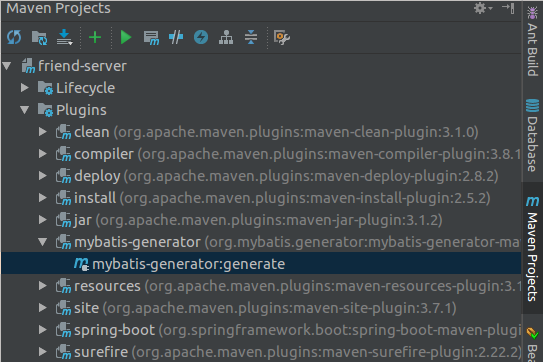 Maven Projects
friend-server
Lifecycle
Plugins
clean (org.apache.maven.plugins:maven-clean-plugin:3.1.0)
compiler (org.apache.maven.plugins:maven-compiler-plugin:3.8.1
deploy (org.apache.maven.plugins:maven-deploy-plugin:2.8.2)
install (org.apache.maven.plugins:maven-install-plugin:2.5.2)
jar (org.apache.maven.plugins:maven-jar-plugin:3.1.2)
mybatis-generator (org.mybatis.generator:mybatis-generator-ma
mybatis-generator:generate
resources (org.apache.maven.plugins:maven-resources-plugin:3.1
site (org.apache.maven.plugins:maven-site-plugin:3.7.1)
spring-boot (org.springframework.boot:spring-boot-maven-plugin
surefire (org.apache.maven.plugins:maven-surefire-plugin:2.22.2)
Ant Build
Database
Maven Projects
Be